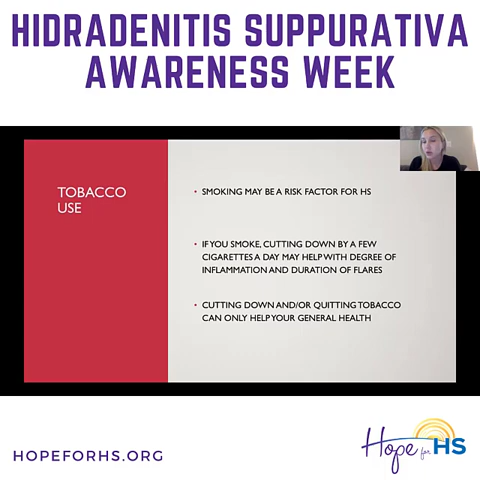 HIDRADENITIS SUPPURATIVA
AWARENESS WEEK
TOBACCO
USE
• SMOKING MAY BE A RISK FACTOR FOR HS
• IF YOU SMOKE, CUTTING DOWN BY A FEW
CIGARETTES A DAY MAY HELP WITH DEGREE OF
INFLAMMATION AND DURATION OF FLARES
• CUTTING DOWN AND/OR QUITTING TOBACCO
CAN ONLY HELP YOUR GENERAL HEALTH
HOPEFORHS.ORG
Hope for HS